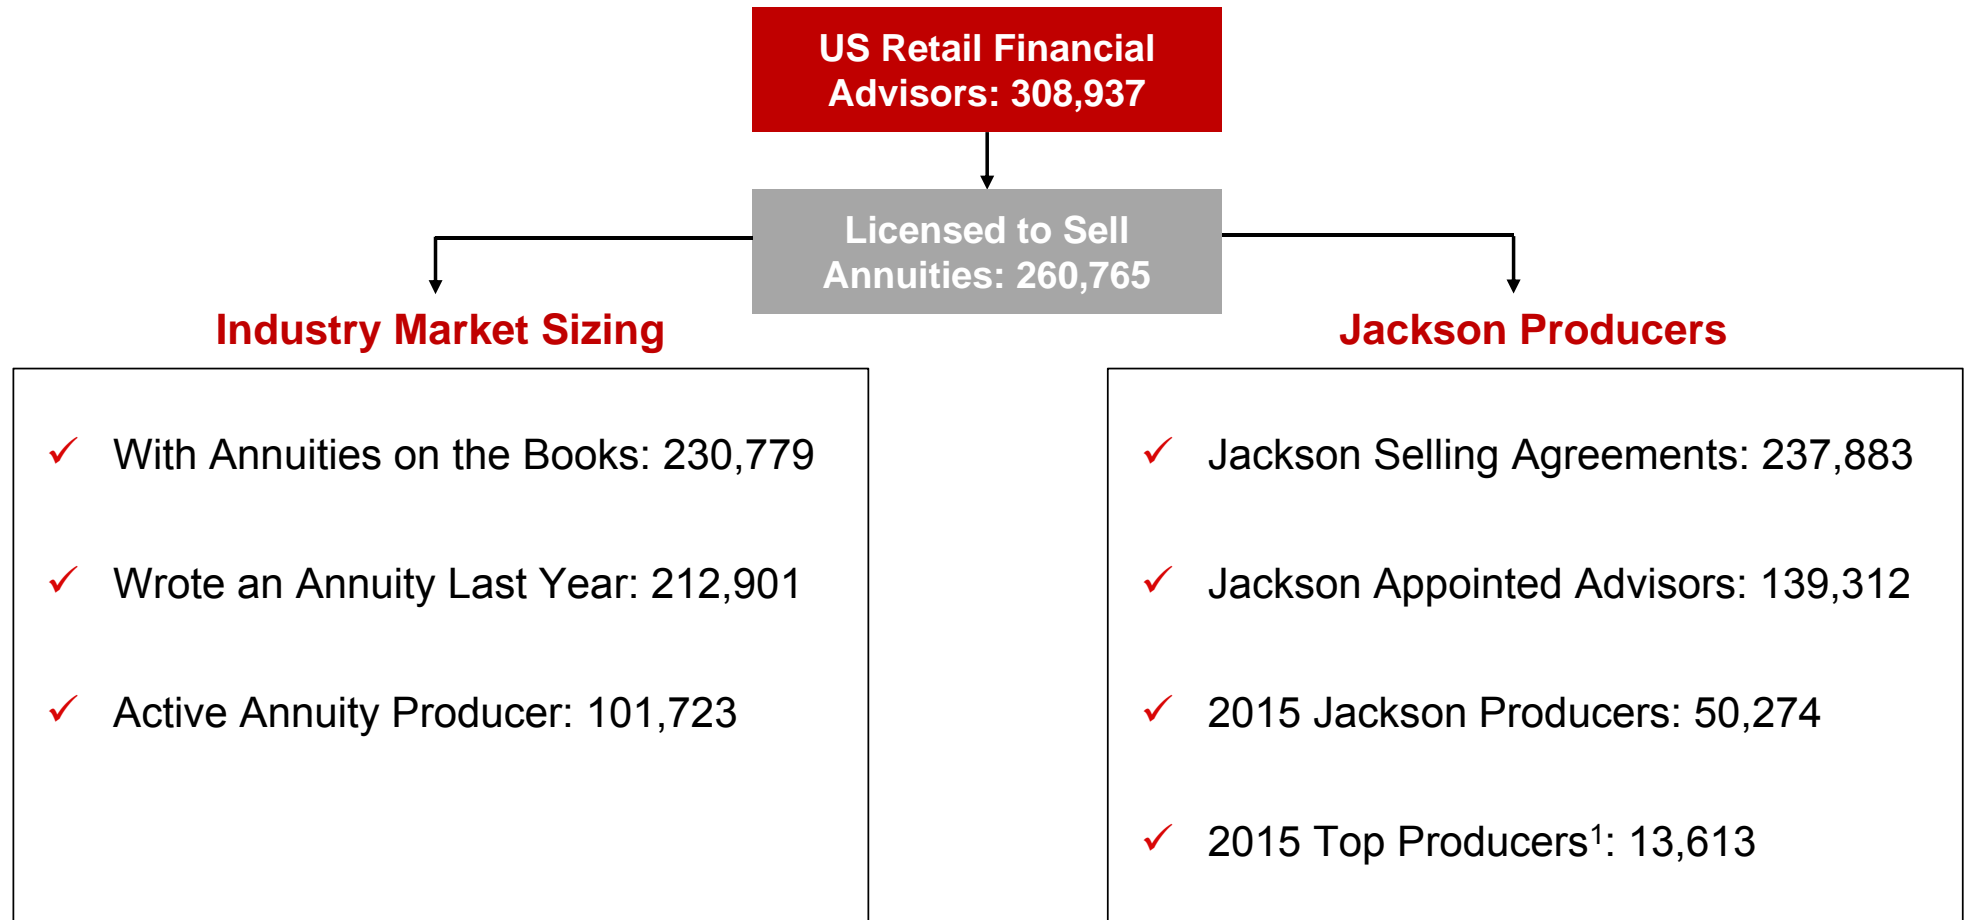 US Retail Financial
Advisors: 308,937
Licensed to Sell
Annuities: 260,765
Industry Market Sizing
✓ With Annuities on the Books: 230,779
✓ Wrote an Annuity Last Year: 212,901
✓ Active Annuity Producer: 101,723
Jackson Producers
✓ Jackson Selling Agreements: 237,883
✓ Jackson Appointed Advisors: 139,312
✓ 2015 Jackson Producers: 50,274
✓ 2015 Top Producers¹: 13,613